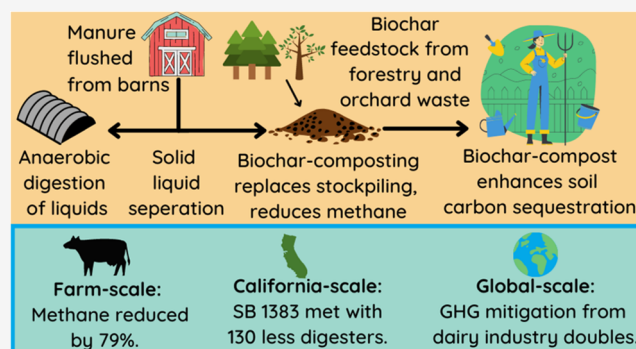 Manure
flushed
from barns
Biochar
feedstock from
forestry and
orchard waste
Anaerobic
digestion
of liquids
Solid
liquid
seperation
Biochar-composting
replaces stockpiling,
reduces methane
Biochar-compost
enhances soil
carbon sequestration
Farm-scale:
Methane reduced
by 79%.
California-scale:
SB 1383 met with
130 less digesters.
Global-scale:
GHG mitigation from
dairy industry doubles.